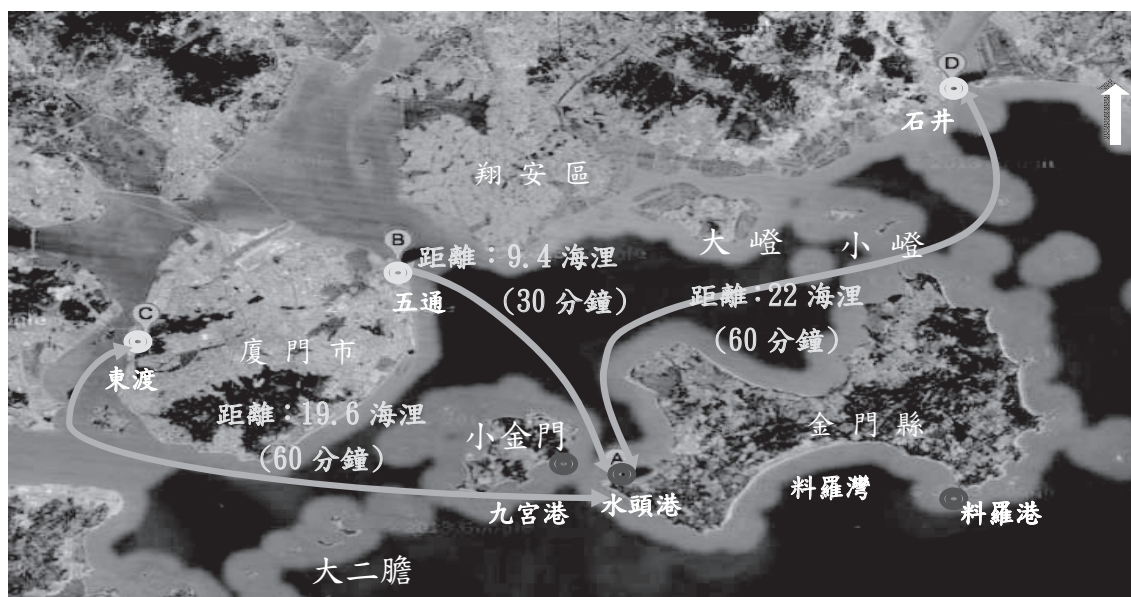 D
石井
翔安區
B
距離：9.4 海浬
(30 分鐘)
五通
大嶝
小嶝
距離：22 海浬
(60 分鐘)
C
東渡
廈門市
距離：19.6 海浬
(60 分鐘)
小金門
金門縣
A
九宮港
水頭港
料羅灣
料羅港
大二膽